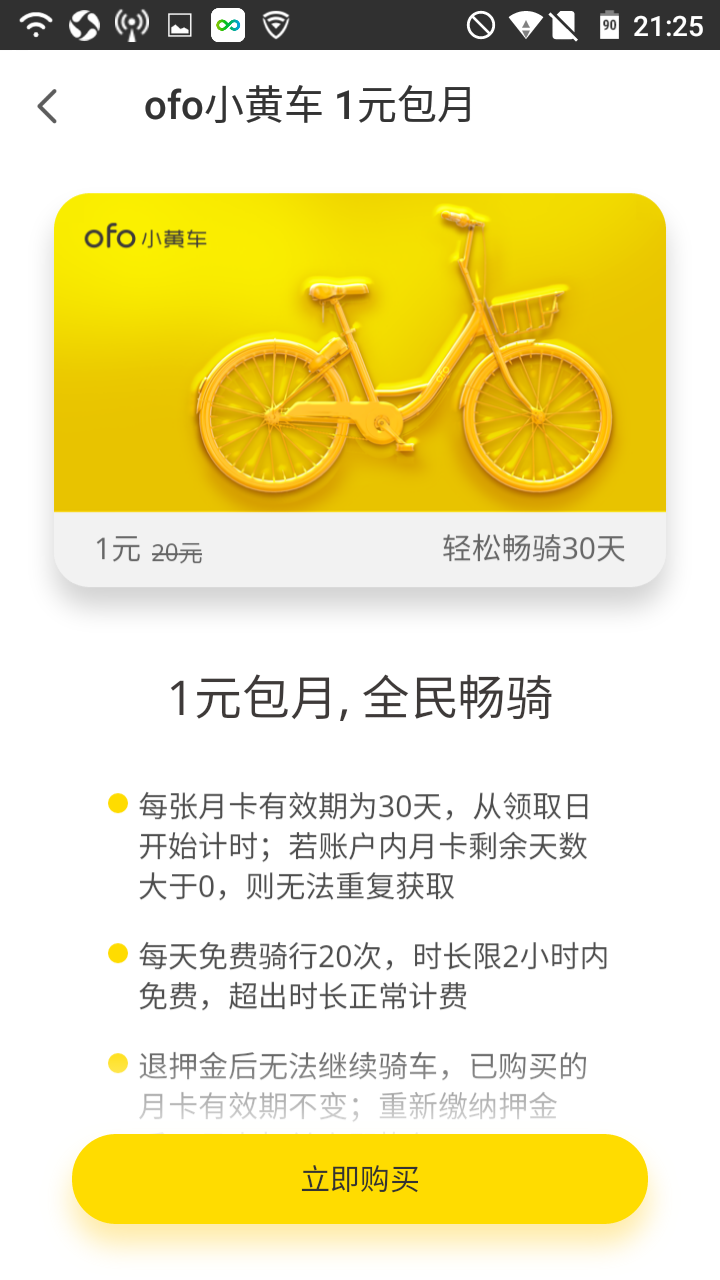 90 21:25
ofo小黄车 1元包月
ofo 小黄车
1元 20元 轻松畅骑30天
1元包月, 全民畅骑
每张月卡有效期为30天，从领取日
开始计时；若账户内月卡剩余天数
大于0，则无法重复获取
每天免费骑行20次，时长限2小时内
免费，超出时长正常计费
退押金后无法继续骑车，已购买的
月卡有效期不变；重新缴纳押金
立即购买